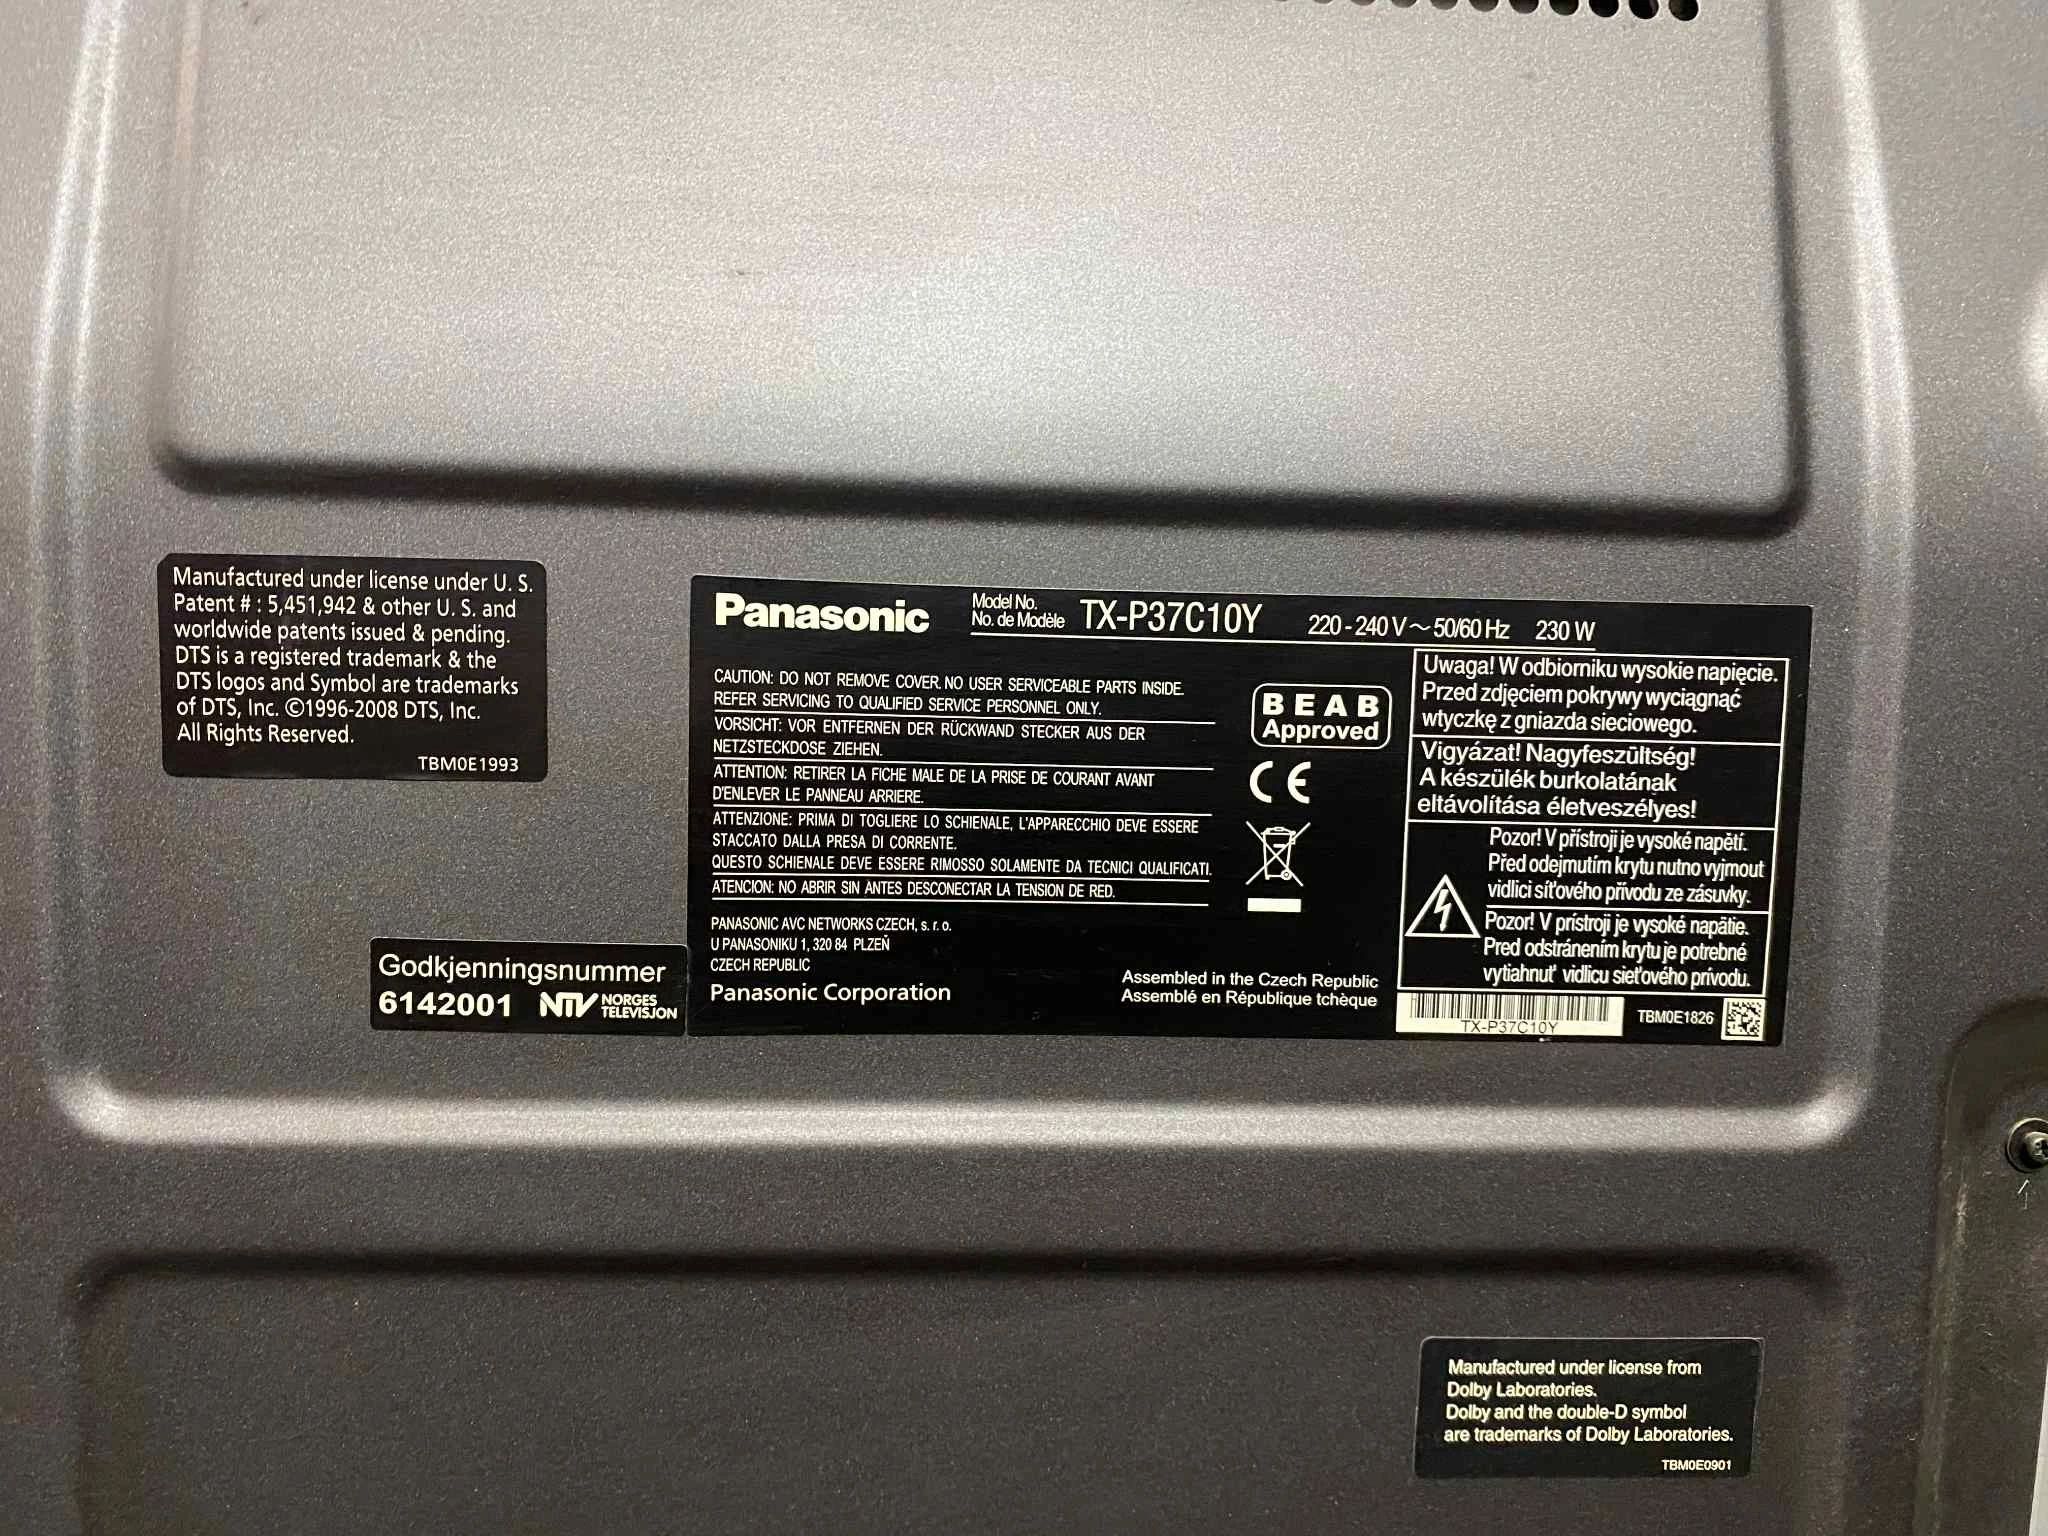 Manufactured under license under U. S.
Patent # : 5,451,942 & other U. S. and
worldwide patents issued & pending.
DTS is a registered trademark & the
DTS logos and Symbol are trademarks
of DTS, Inc. ©1996-2008 DTS, Inc.
All Rights Reserved.
TBM0E1993
Godkjenningsnummer
6142001 NTV NORGES
TELEVISJON
Panasonic
Model No.
No. de Modèle
TX-P37C10Y
220 - 240 V ~ 50/60 Hz 230 W
CAUTION: DO NOT REMOVE COVER. NO USER SERVICEABLE PARTS INSIDE.
REFER SERVICING TO QUALIFIED SERVICE PERSONNEL ONLY.
VORSICHT: VOR ENTFERNEN DER RÜCKWAND STECKER AUS DER
NETZSTECKDOSE ZIEHEN.
ATTENTION: RETIRER LA FICHE MALE DE LA PRISE DE COURANT AVANT
D'ENLEVER LE PANNEAU ARRIERE.
ATTENZIONE: PRIMA DI TOGLIERE LO SCHIENALE, L'APPARECCHIO DEVE ESSERE
STACCATO DALLA PRESA DI CORRENTE.
QUESTO SCHIENALE DEVE ESSERE RIMOSSO SOLAMENTE DA TECNICI QUALIFICATI.
ATENCION: NO ABRIR SIN ANTES DESCONECTAR LA TENSION DE RED.
PANASONIC AVC NETWORKS CZECH, s. r. o.
U PANASONIKU 1, 320 84 PLZEŇ
CZECH REPUBLIC
Panasonic Corporation
BEAB
Approved
CE
Assembled in the Czech Republic
Assemblé en République tchèque
Uwaga! W odbiorniku wysokie napięcie.
Przed zdjęciem pokrywy wyciągnąć
wtyczkę z gniazda sieciowego.
Vigyázat! Nagyfeszültség!
A készülék burkolatának
eltávolítása életveszélyes!
Pozor! V přístroji je vysoké napětí.
Před odejmutím krytu nutno vyjmout
vidlici síťového přívodu ze zásuvky.
Pozor! V prístroji je vysoké napätie.
Pred odstránením krytu je potrebné
vytiahnuť vidlicu sieťového prívodu.
TX-P37C10Y
TBM0E1826
Manufactured under license from
Dolby Laboratories.
Dolby and the double-D symbol
are trademarks of Dolby Laboratories.
TBM0E0901